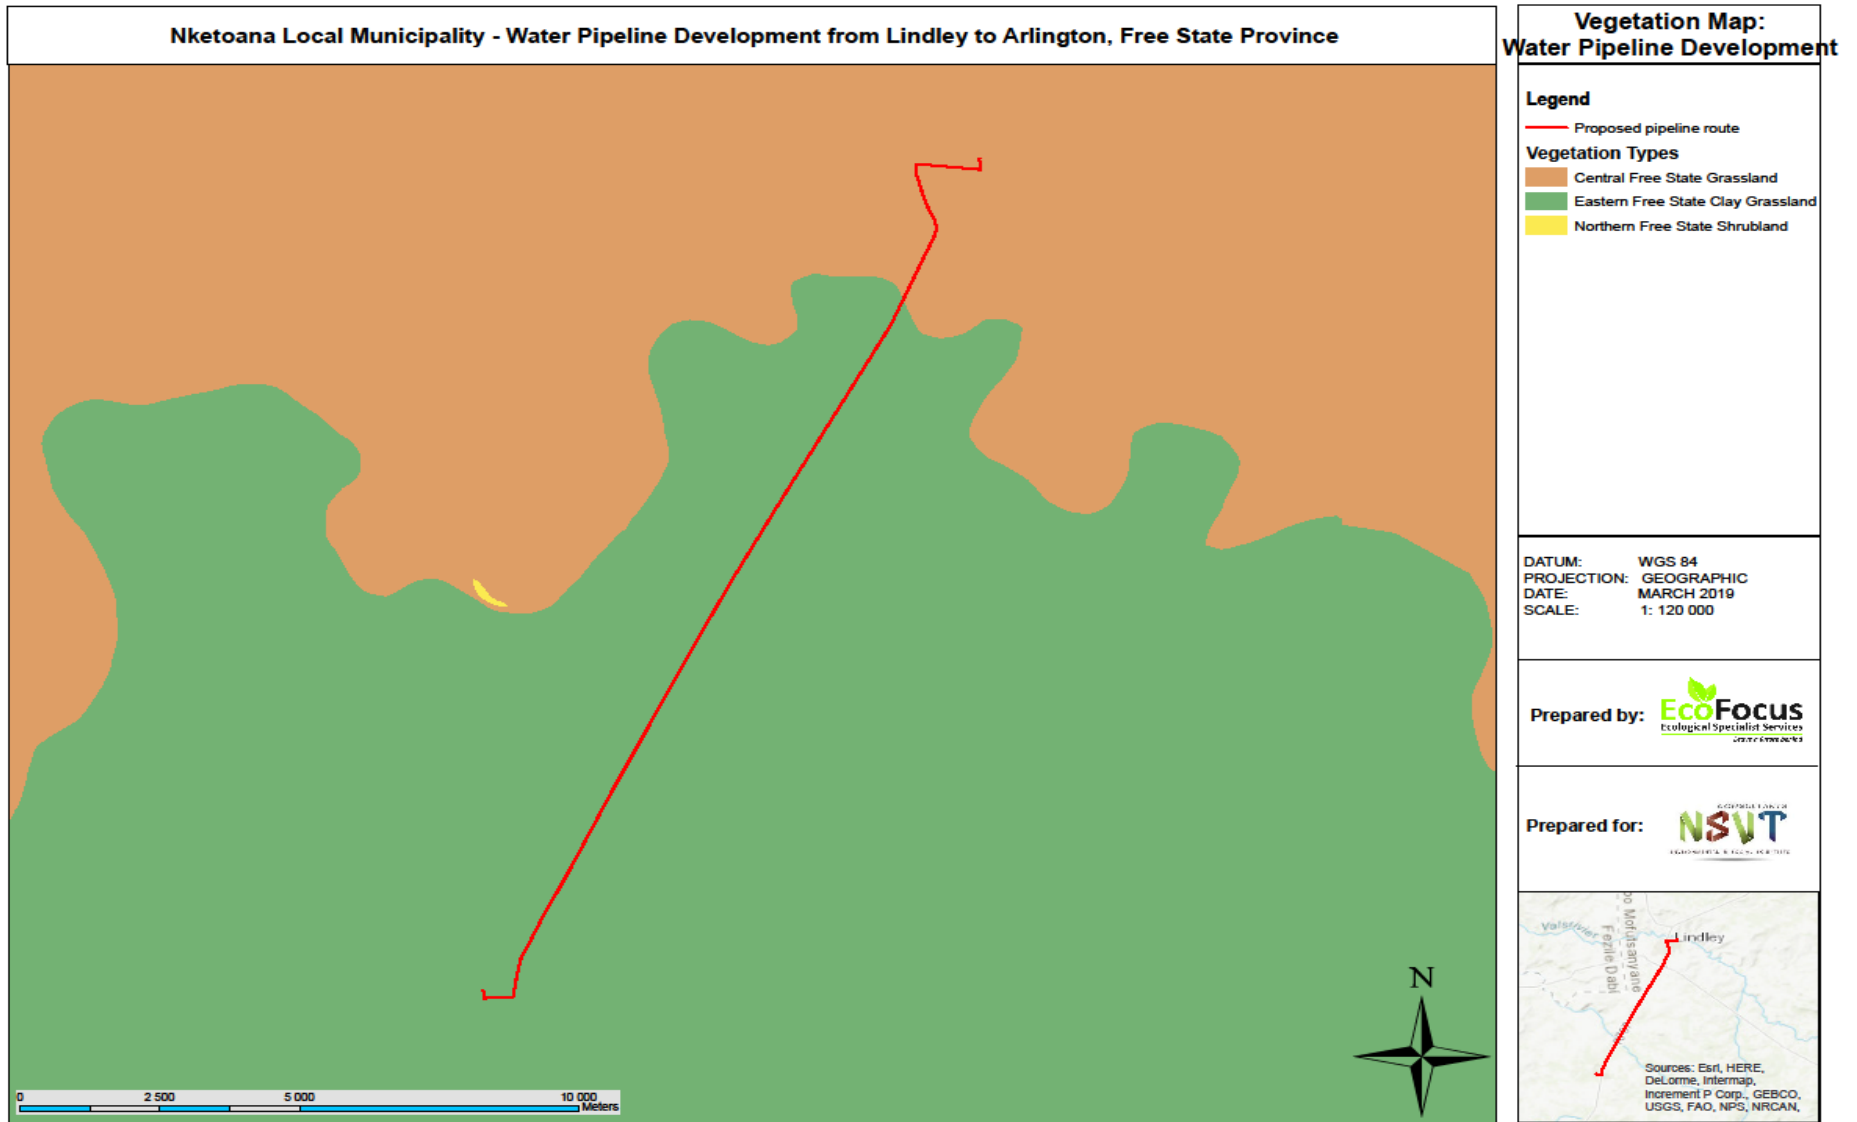 Nketoana Local Municipality - Water Pipeline Development from Lindley to Arlington, Free State Province
Vegetation Map:
Water Pipeline Development
Legend
Proposed pipeline route
Vegetation Types
Central Free State Grassland
Eastern Free State Clay Grassland
Northern Free State Shrubland
DATUM: WGS 84
PROJECTION: GEOGRAPHIC
DATE: MARCH 2019
SCALE: 1: 120 000
Prepared by:
EcoFocus
Ecological Specialist Services
Prepared for:
NSVT
Lindley
Fezile Dabi
bo Mofutsanyane
Sources: Esri, HERE,
DeLorme, Intermap,
Increment P Corp., GEBCO,
USGS, FAO, NPS, NRCAN,
N
0 2 500 5 000 10 000
Meters